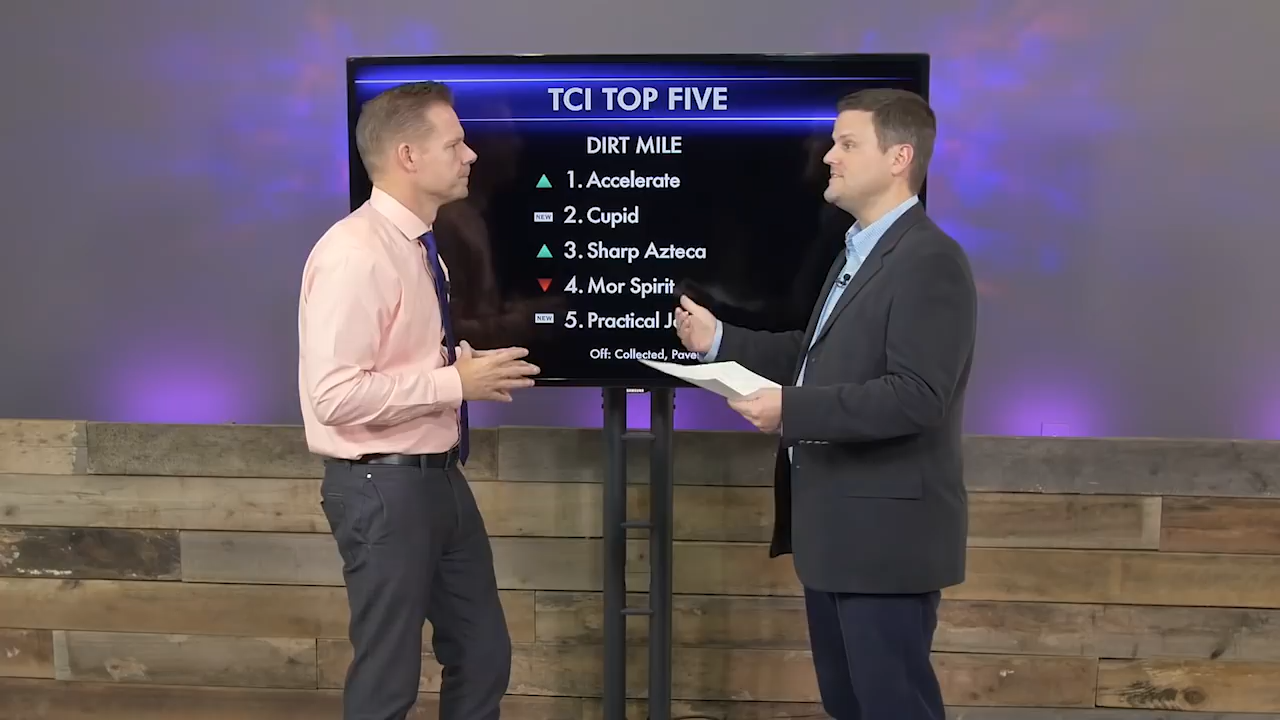 TCI TOP FIVE
DIRT MILE
1. Accelerate
NEW 2. Cupid
3. Sharp Azteca
4. Mor Spirit
NEW 5. Practical
Off: Collected,
SAMSUNG